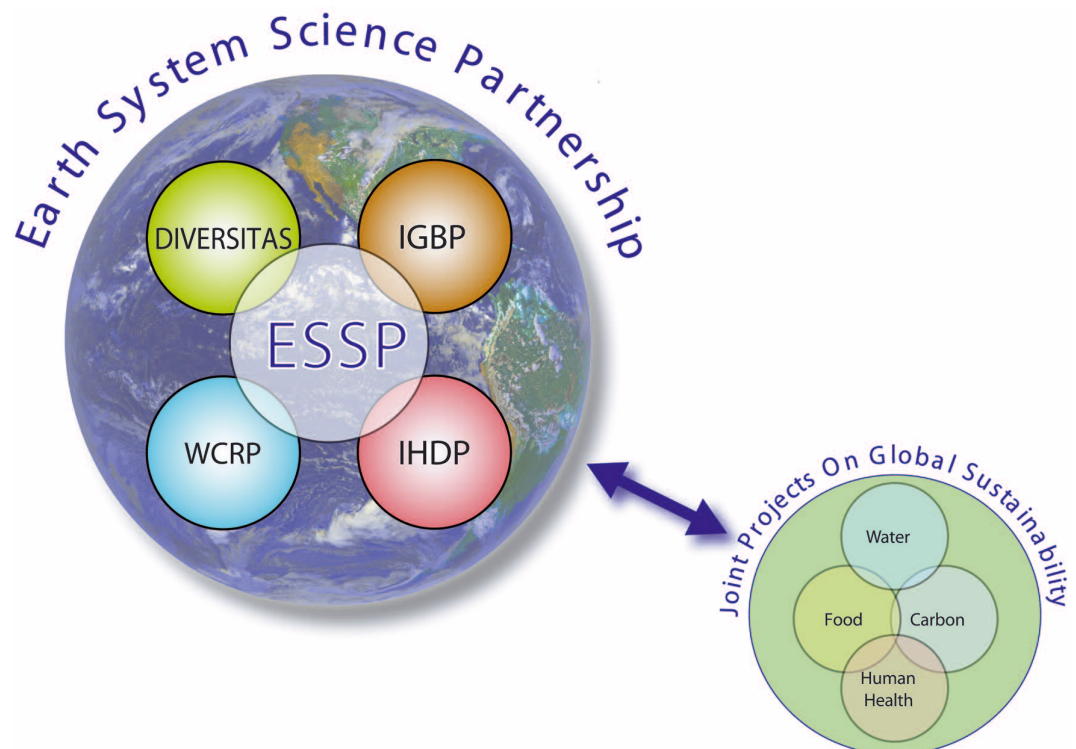 Earth System Science Partnership
DIVERSITAS
IGBP
ESSP
WCRP
IHDP
Joint Projects On Global Sustainability
Water
Food
Carbon
Human
Health